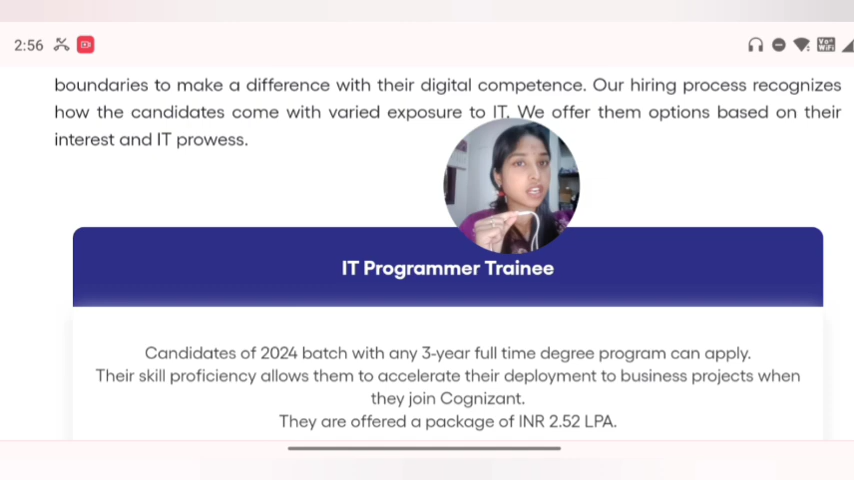 2:56
Vo WiFi
boundaries to make a difference with their digital competence. Our hiring process recognizes
how the candidates come with varied exposure to IT. We offer them options based on their
interest and IT prowess.
IT Programmer Trainee
Candidates of 2024 batch with any 3-year full time degree program can apply.
Their skill proficiency allows them to accelerate their deployment to business projects when
they join Cognizant.
They are offered a package of INR 2.52 LPA.